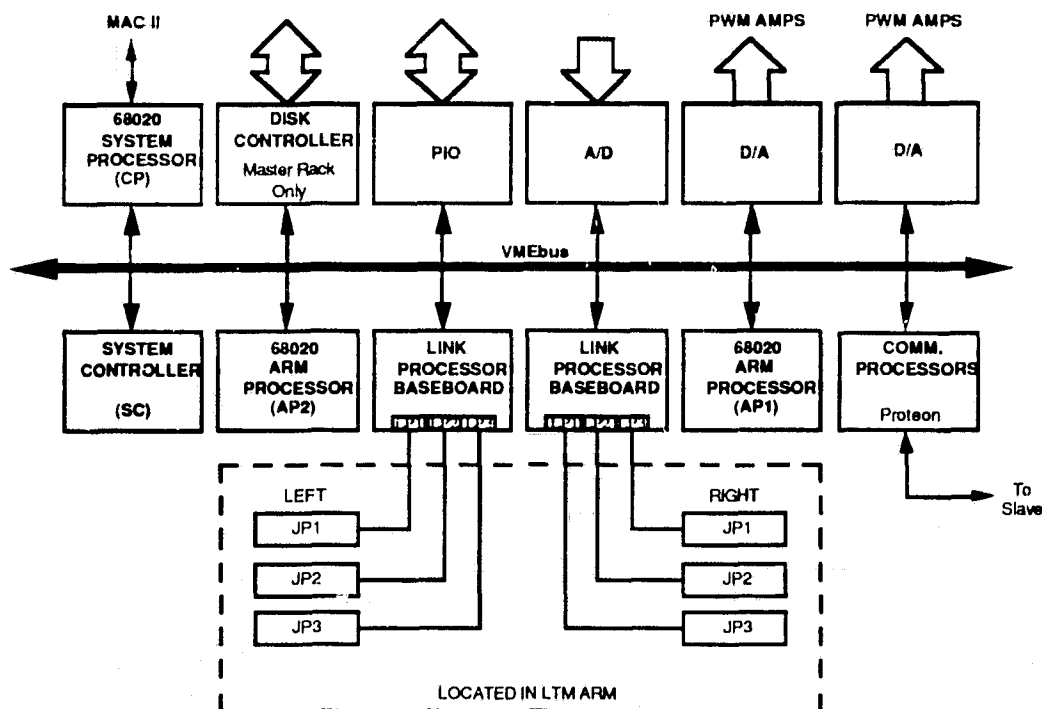 MAC II
PWM AMPS
PWM AMPS
68020
SYSTEM
PROCESSOR
(CP)
DISK
CONTROLLER
Master Rack
Only
PIO
A/D
D/A
D/A
VMEbus
SYSTEM
CONTROLLER
(SC)
68020
ARM
PROCESSOR
(AP2)
LINK
PROCESSOR
BASEBOARD
LINK
PROCESSOR
BASEBOARD
68020
ARM
PROCESSOR
(AP1)
COMM.
PROCESSORS
Proteon
To
Slave
LEFT
JP1
JP2
JP3
RIGHT
JP1
JP2
JP3
LOCATED IN LTM ARM